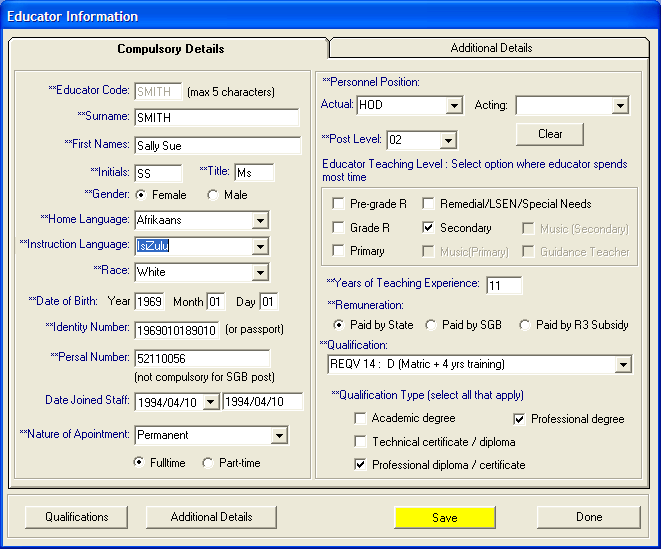 Educator Information
Compulsory Details
Additional Details
**Educator Code: SMITH (max 5 characters)
**Surname: SMITH
**First Names: Sally Sue
**Initials: SS **Title: Ms
**Gender: Female Male
**Home Language: Afrikaans
**Instruction Language: IsiZulu
**Race: White
**Date of Birth: Year 1969 Month 01 Day 01
**Identity Number: 1969010189010 (or passport)
**Persal Number: 52110056
(not compulsory for SGB post)
Date Joined Staff: 1994/04/10 1994/04/10
**Nature of Apointment: Permanent
Fulltime Part-time
**Personnel Position:
Actual: HOD Acting:
**Post Level: 02 Clear
Educator Teaching Level : Select option where educator spends
most time
Pre-grade R Remedial/LSEN/Special Needs
Grade R Secondary Music (Secondary)
Primary Music(Primary) Guidance Teacher
**Years of Teaching Experience: 11
**Remuneration:
Paid by State Paid by SGB Paid by R3 Subsidy
**Qualification:
REQV 14 : D (Matric + 4 yrs training)
**Qualification Type (select all that apply)
Academic degree Professional degree
Technical certificate / diploma
Professional diploma / certificate
Qualifications Additional Details Save Done